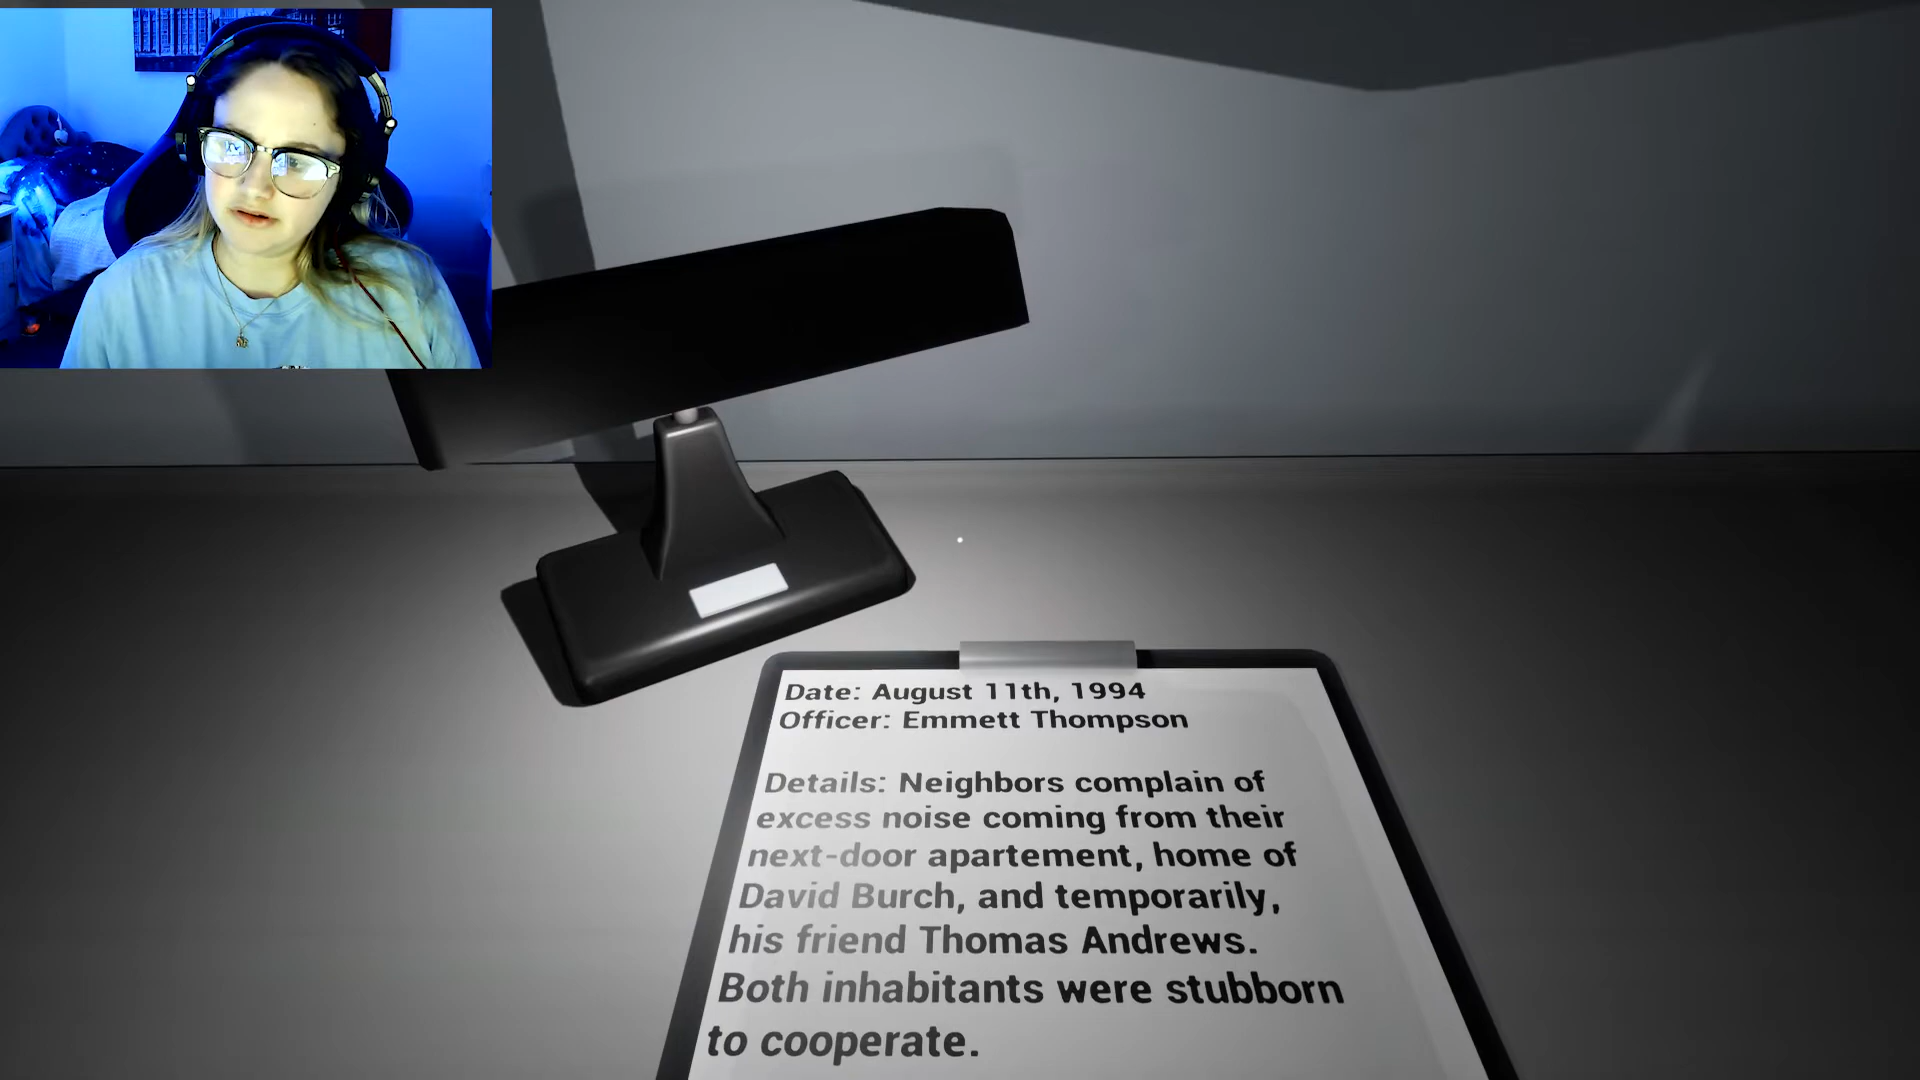 Date: August 11th, 1994
Officer: Emmett Thompson
Details: Neighbors complain of
excess noise coming from their
next-door apartement, home of
David Burch, and temporarily,
his friend Thomas Andrews.
Both inhabitants were stubborn
to cooperate.